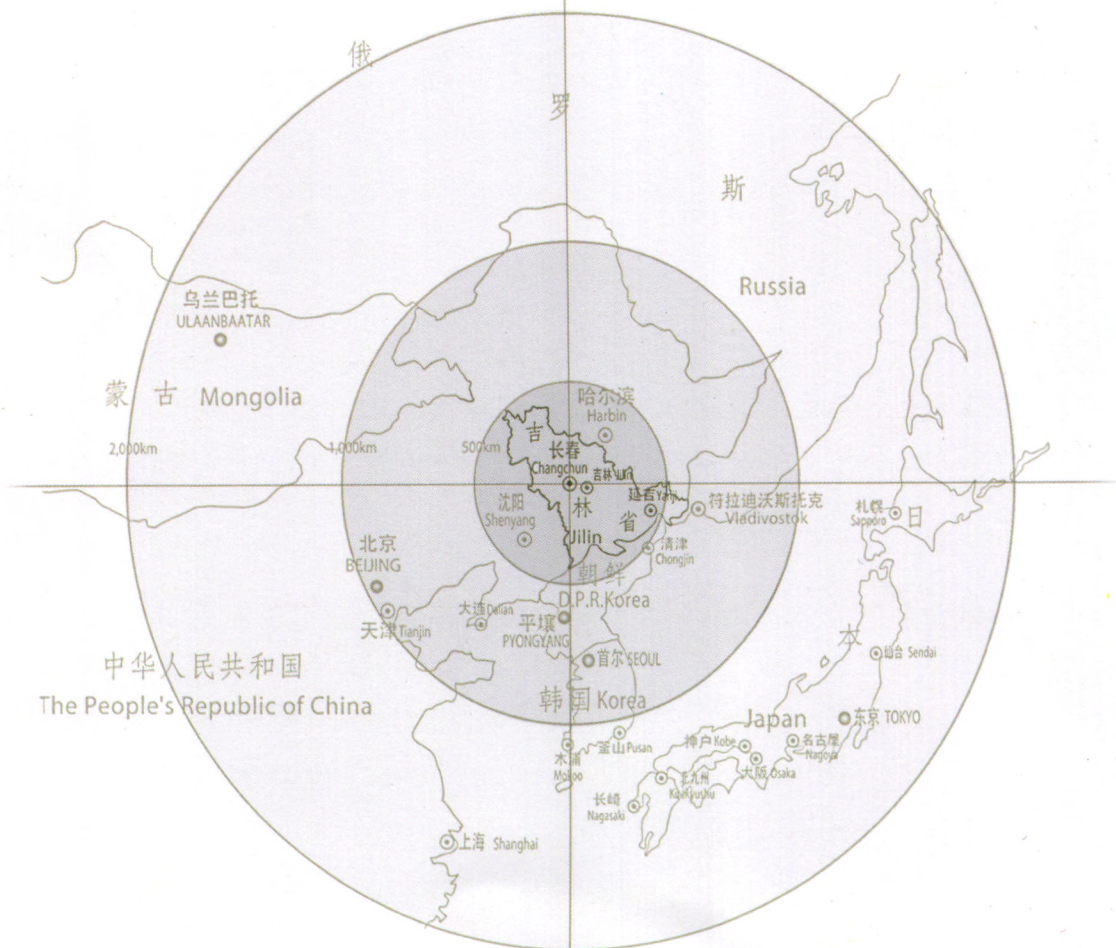 俄
罗
斯
Russia
乌兰巴托
ULAANBAATAR
蒙 古 Mongolia
哈尔滨
Harbin
吉
2,000km
1,000km
500km
长春
Changchun
吉林 Jilin
延吉 Yanji
沈阳
Shenyang
林
省
Jilin
符拉迪沃斯托克
Vladivostok
札幌
Sapporo
日
北京
BEIJING
清津
Chongjin
朝鲜
D.P.R.Korea
大连 Dalian
天津 Tianjin
平壤
PYONGYANG
本
仙台 Sendai
首尔 SEOUL
中华人民共和国
The People's Republic of China
韩国 Korea
Japan
东京 TOKYO
釜山 Pusan
神户 Kobe
名古屋
Nagoya
木浦
大阪 Osaka
北九州
长崎
Nagasaki
上海 Shanghai